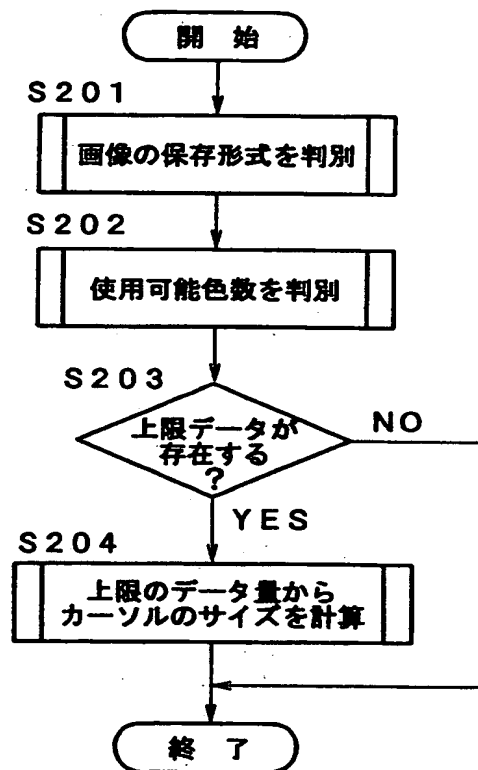 開 始
S201
画像の保存形式を判別
S202
使用可能色数を判別
S203
上限データが
存在する
?
NO
YES
S204
上限のデータ量から
カーソルのサイズを計算
終 了